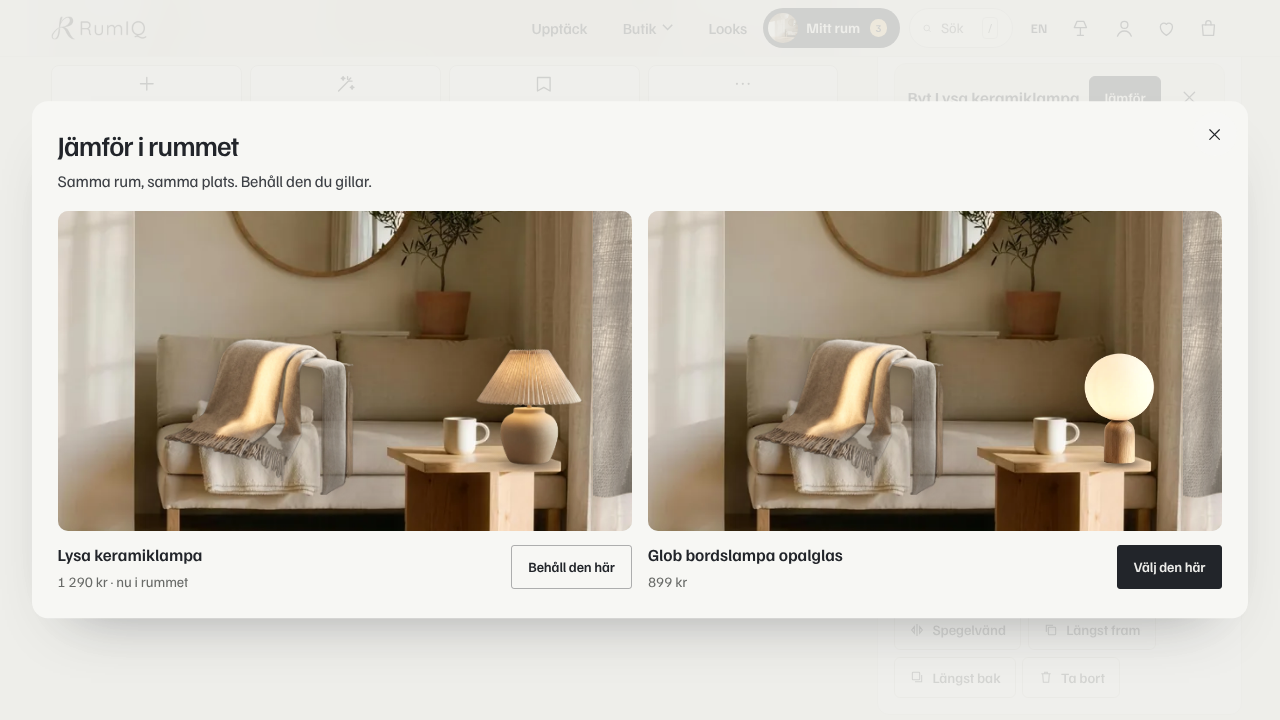 RumIQ
Upptäck
Butik
Looks
Mitt rum
3
Sök
/
EN
Byt Lysa keramiklampa
Jämför
Jämför i rummet
Samma rum, samma plats. Behåll den du gillar.
Lysa keramiklampa
1 290 kr · nu i rummet
Behåll den här
Glob bordslampa opalglas
899 kr
Välj den här
Spegelvänd
Längst fram
Längst bak
Ta bort